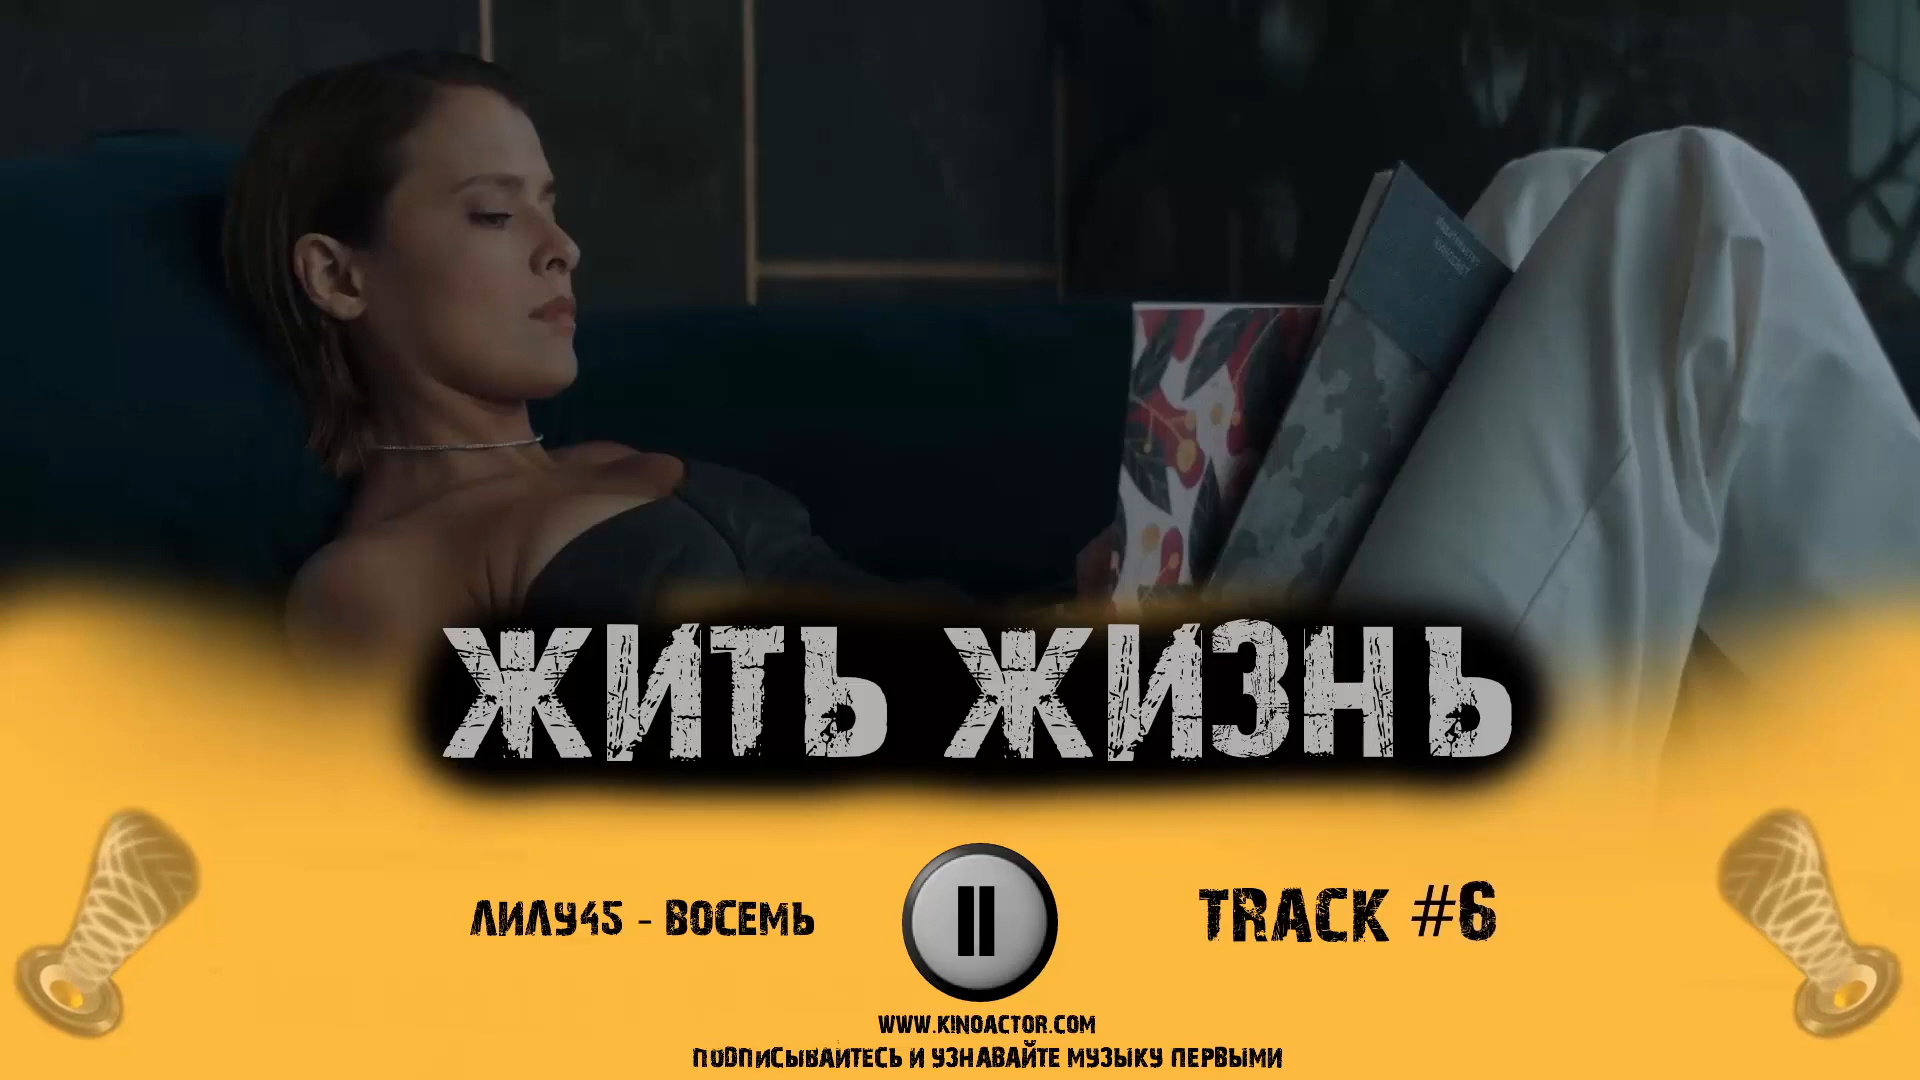 ЖИТЬ ЖИЗНЬ
ЛИЛУ45 - ВОСЕМЬ
TRACK #6
WWW.KINOACTOR.COM
ПОДПИСЫВАЙТЕСЬ И УЗНАВАЙТЕ МУЗЫКУ ПЕРВЫМИ